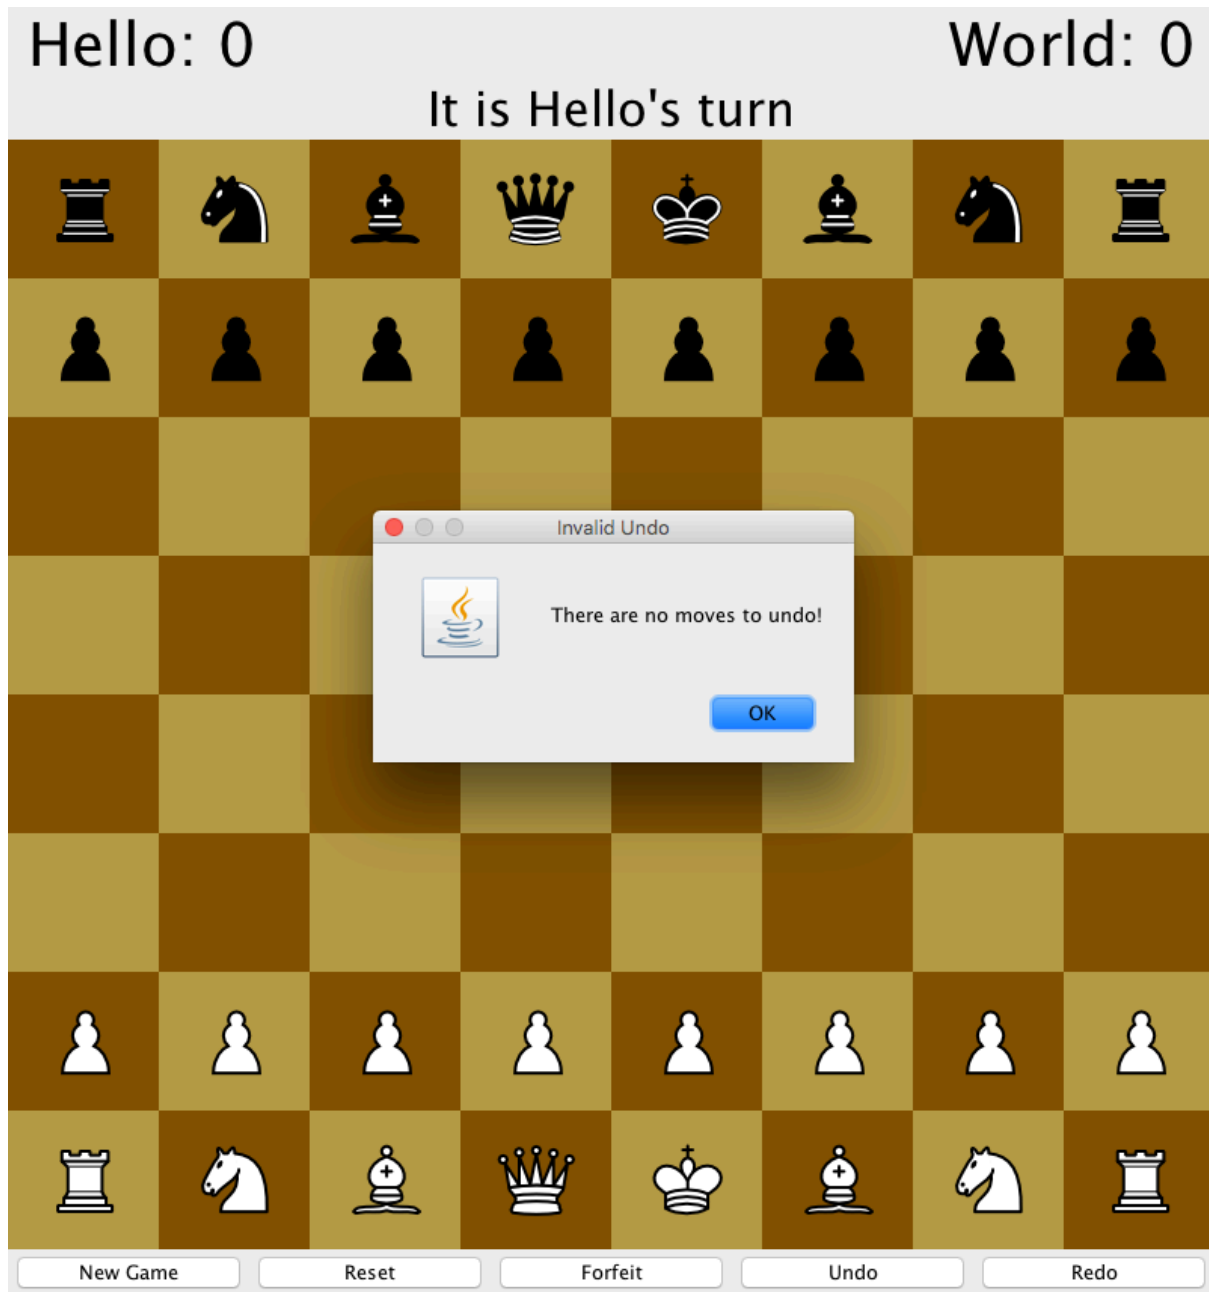 Hello: 0
World: 0
It is Hello's turn
Invalid Undo
There are no moves to undo!
OK
New Game
Reset
Forfeit
Undo
Redo